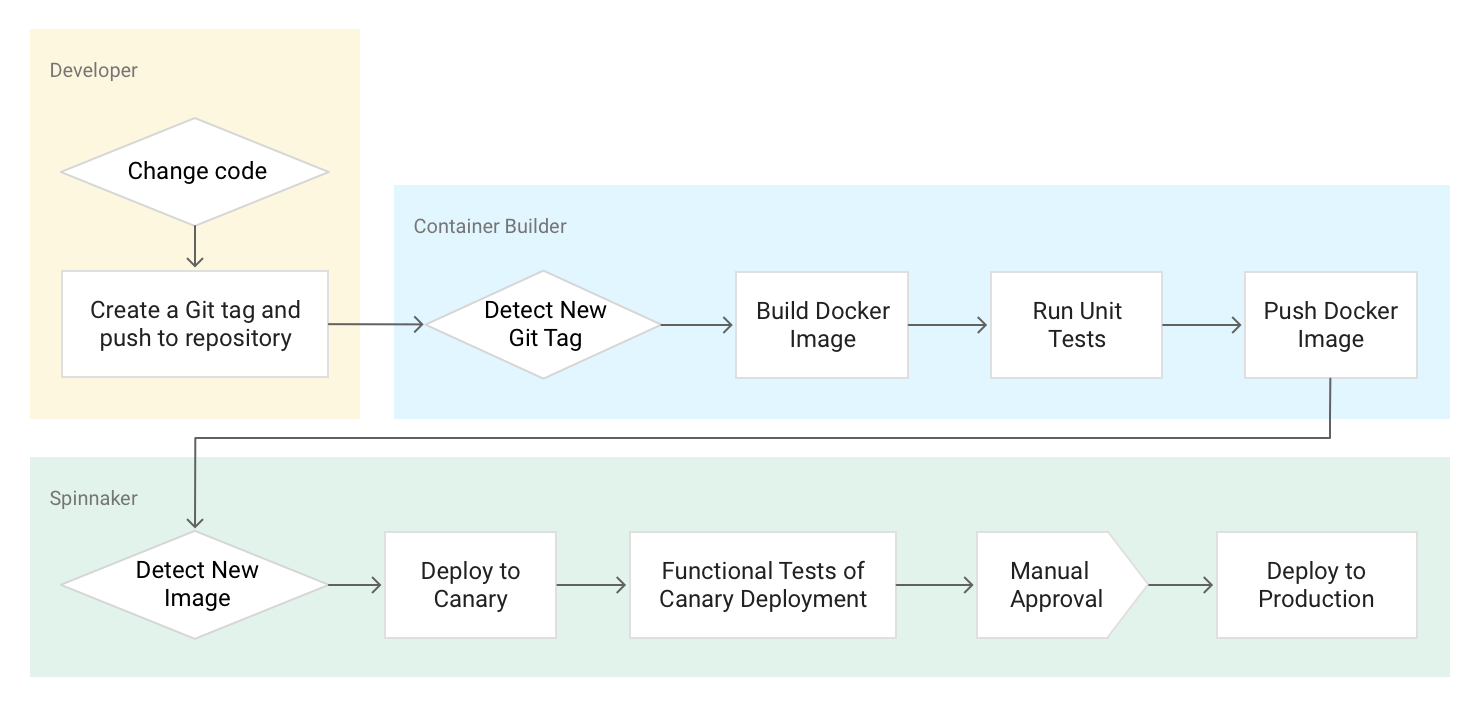 Developer
Change code
Create a Git tag and
push to repository
Container Builder
Detect New
Git Tag
Build Docker
Image
Run Unit
Tests
Push Docker
Image
Spinnaker
Detect New
Image
Deploy to
Canary
Functional Tests of
Canary Deployment
Manual
Approval
Deploy to
Production